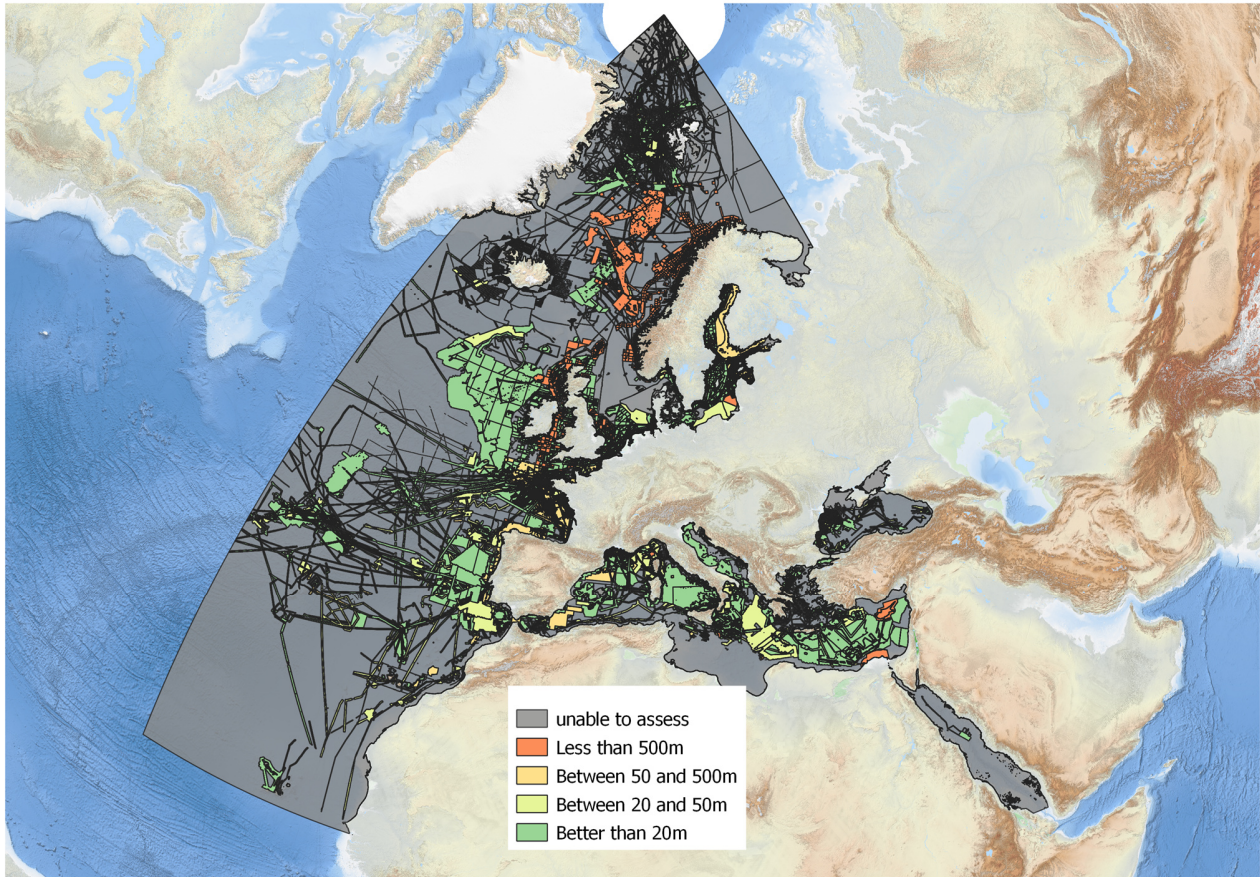 unable to assess
Less than 500m
Between 50 and 500m
Between 20 and 50m
Better than 20m